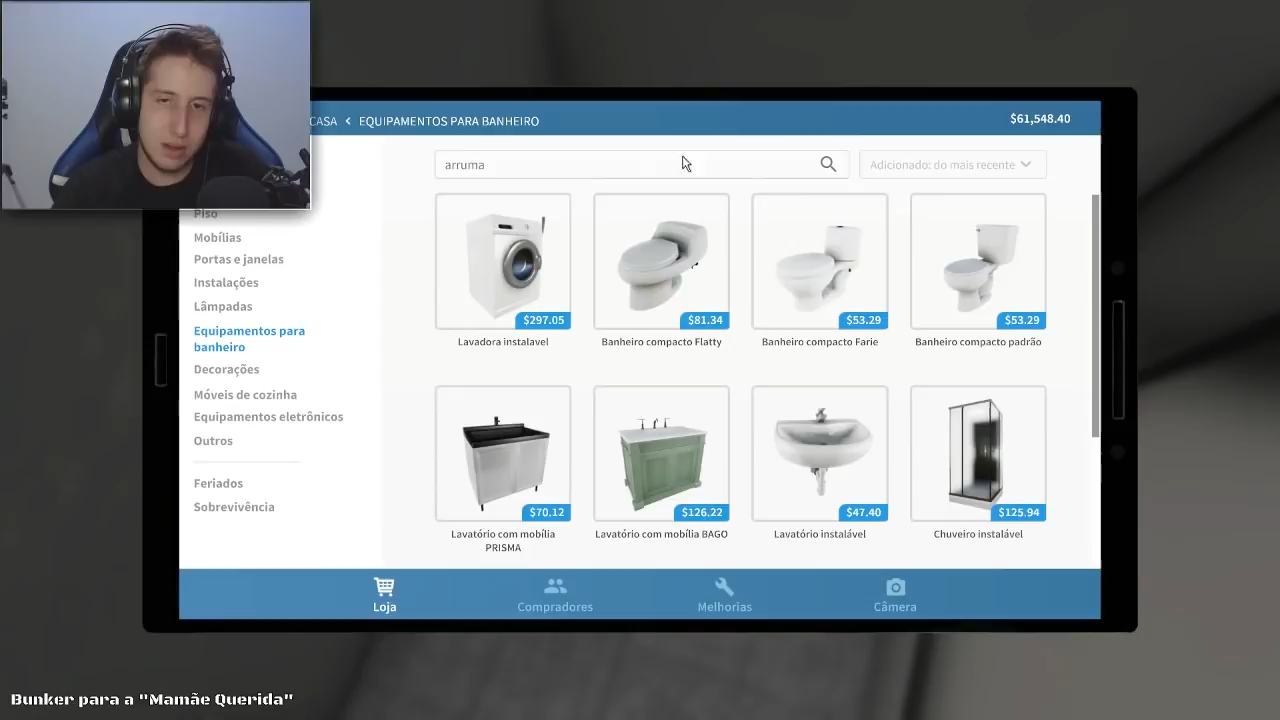 CASA < EQUIPAMENTOS PARA BANHEIRO
$61,548.40
arruma
Adicionado: do mais recente
Piso
Mobílias
Portas e janelas
Instalações
Lâmpadas
Equipamentos para
banheiro
Decorações
Móveis de cozinha
Equipamentos eletrônicos
Outros
Feriados
Sobrevivência
$297.05
Lavadora instalavel
$81.34
Banheiro compacto Flatty
$53.29
Banheiro compacto Farie
$53.29
Banheiro compacto padrão
$70.12
Lavatório com mobília
PRISMA
$126.22
Lavatório com mobília BAGO
$47.40
Lavatório instalável
$125.94
Chuveiro instalável
Loja
Compradores
Melhorias
Câmera
Bunker para a "Mamãe Querida"